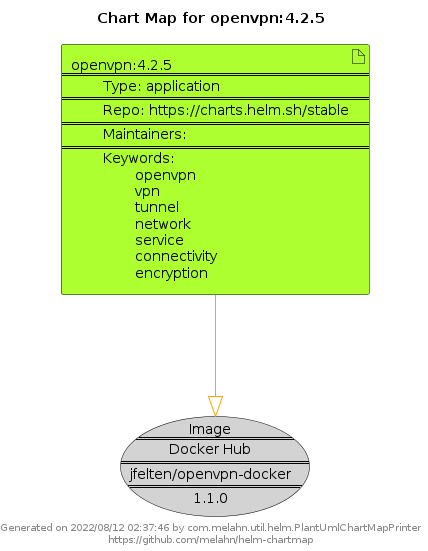 Chart Map for openvpn:4.2.5
openvpn:4.2.5
Type: application
Repo: https://charts.helm.sh/stable
Maintainers:
Keywords:
openvpn
vpn
tunnel
network
service
connectivity
encryption
Image
Docker Hub
jfelten/openvpn-docker
1.1.0
Generated on 2022/08/12 02:37:46 by com.melahn.util.helm.PlantUmlChartMapPrinter
https://github.com/melahn/helm-chartmap